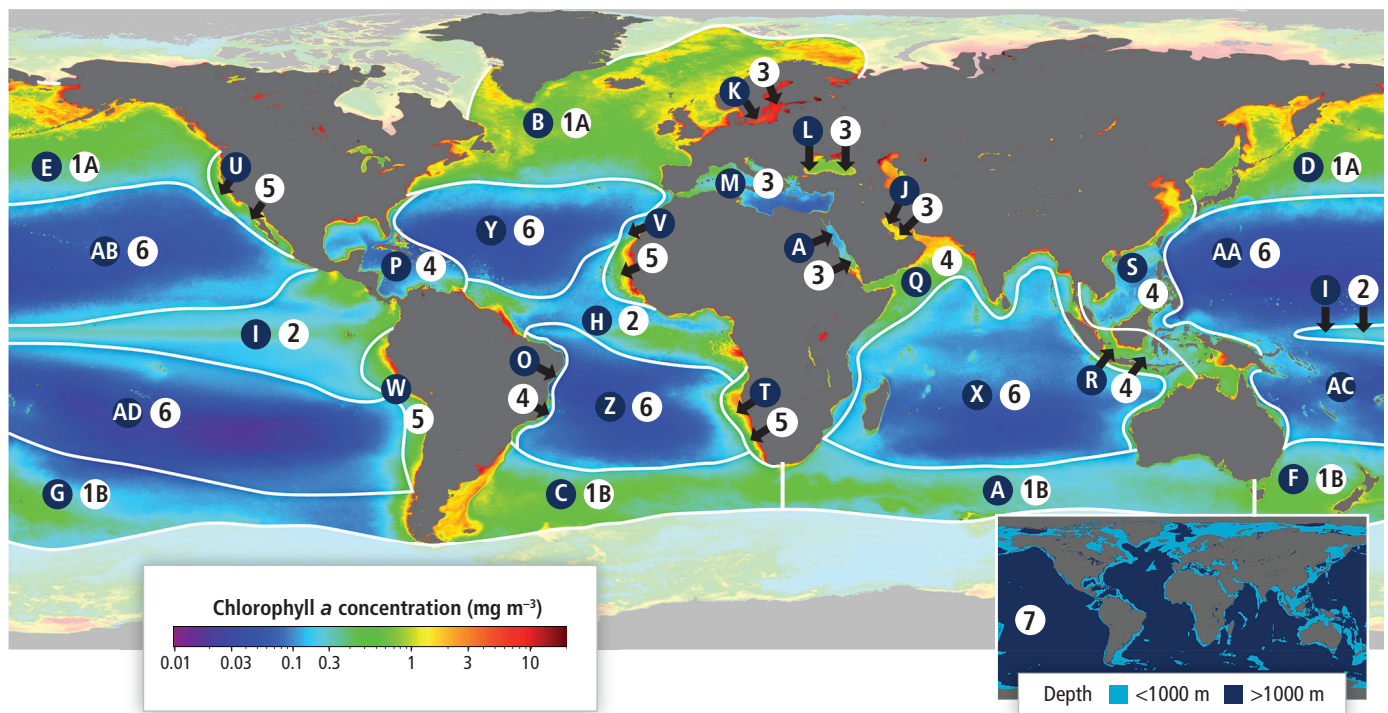 K 3
B 1A
L 3
E 1A
U 5
M 3
J 3
D 1A
AB 6
Y 6
V 5
A 3
P 4
Q 4
S 4
AA 6
I 2
I 2
H 2
O 4
W 5
AD 6
Z 6
T 5
X 6
R 4
AC
G 1B
C 1B
A 1B
F 1B
Chlorophyll a concentration (mg m⁻³)
0.01 0.03 0.1 0.3 1 3 10
7
Depth <1000 m >1000 m